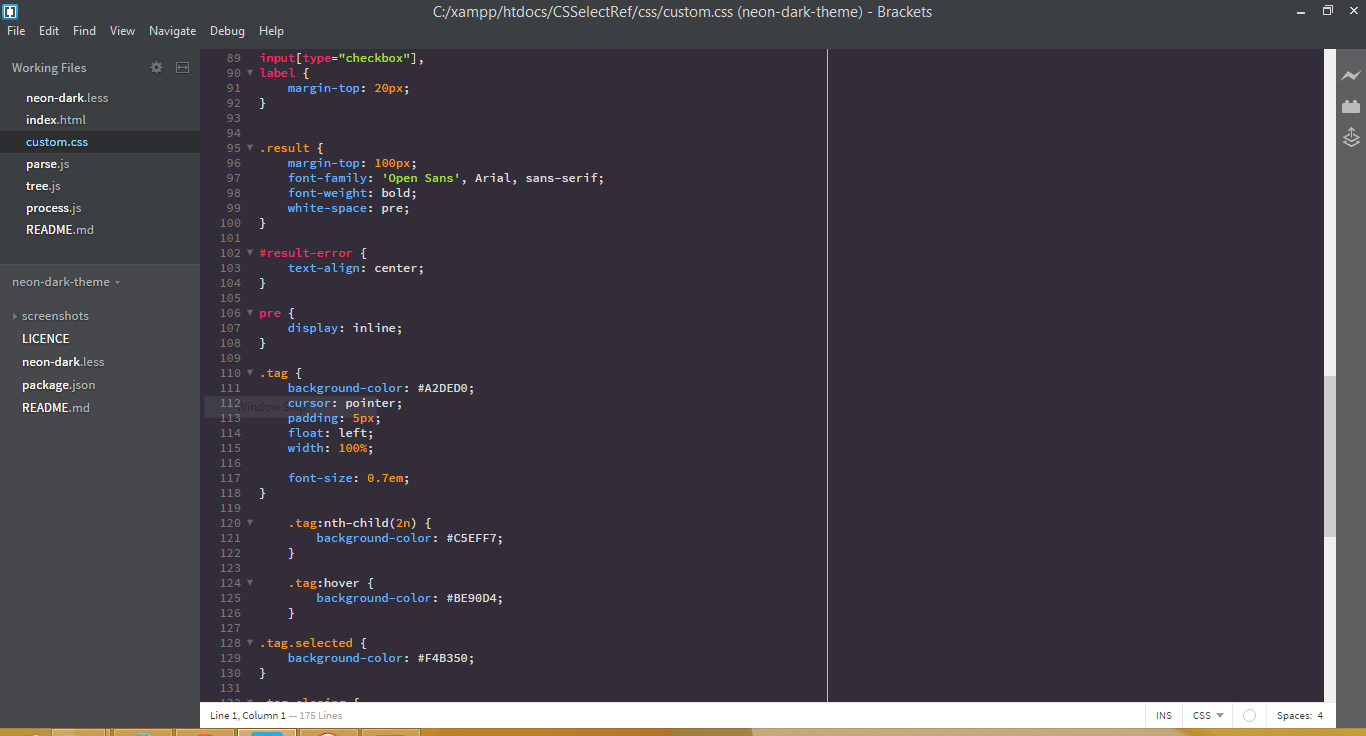 C:/xampp/htdocs/CSSelectRef/css/custom.css (neon-dark-theme) - Brackets
File Edit Find View Navigate Debug Help
Working Files
neon-dark.less
index.html
custom.css
parse.js
tree.js
process.js
README.md
neon-dark-theme
screenshots
LICENCE
neon-dark.less
package.json
README.md
89 input[type="checkbox"],
90 label {
91 margin-top: 20px;
92 }
93
94
95 .result {
96 margin-top: 100px;
97 font-family: 'Open Sans', Arial, sans-serif;
98 font-weight: bold;
99 white-space: pre;
100 }
101
102 #result-error {
103 text-align: center;
104 }
105
106 pre {
107 display: inline;
108 }
109
110 .tag {
111 background-color: #A2DED0;
112 cursor: pointer;
113 padding: 5px;
114 float: left;
115 width: 100%;
116
117 font-size: 0.7em;
118 }
119
120 .tag:nth-child(2n) {
121 background-color: #C5EFF7;
122 }
123
124 .tag:hover {
125 background-color: #BE90D4;
126 }
127
128 .tag.selected {
129 background-color: #F4B350;
130 }
131
Window
Line 1, Column 1 — 175 Lines
INS CSS Spaces: 4